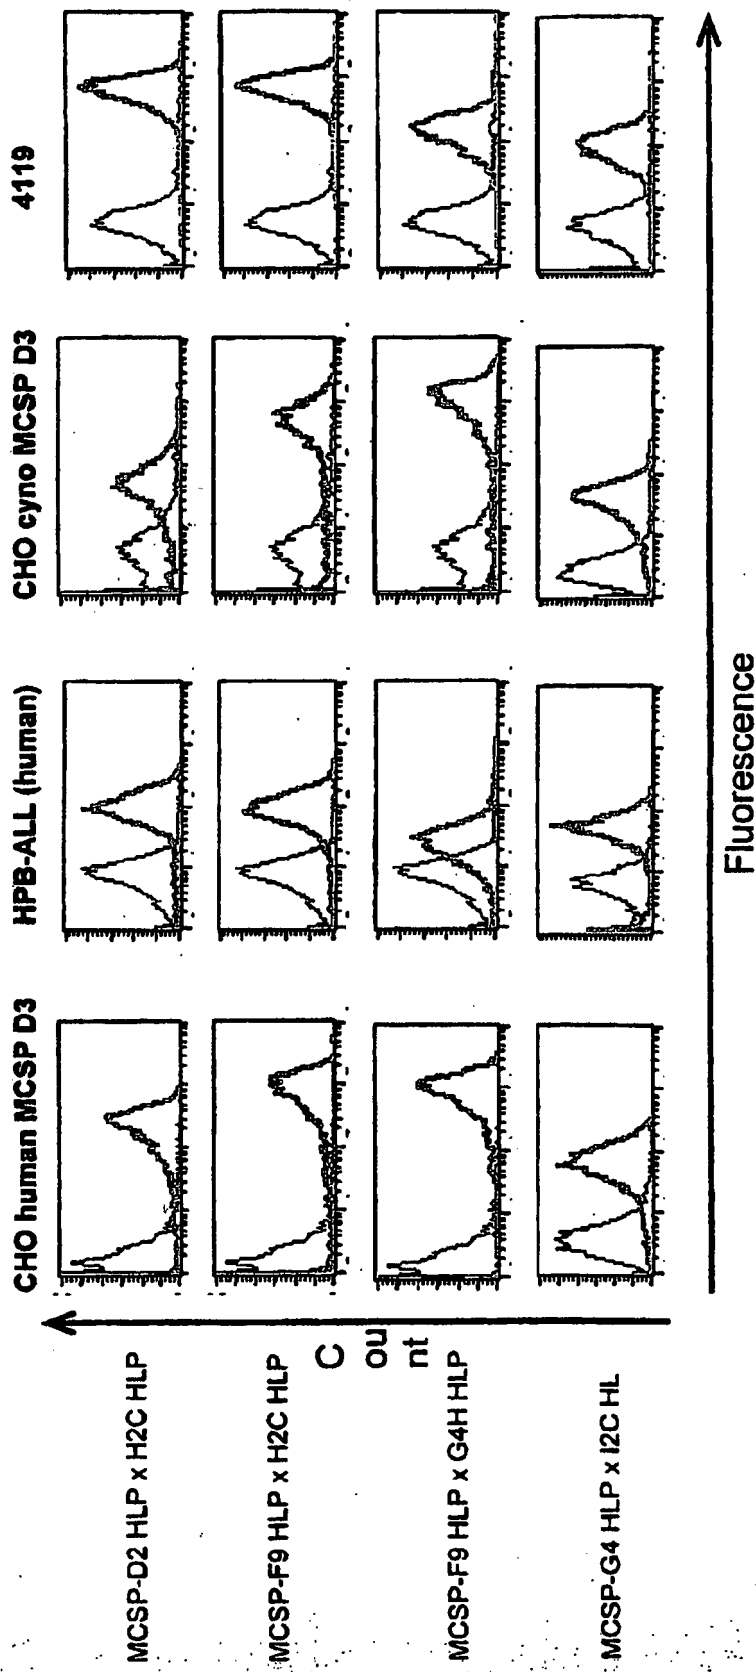 CHO human MCSP D3
HPB-ALL (human)
CHO cyno MCSP D3
4119
MCSP-D2 HLP x H2C HLP
MCSP-F9 HLP x H2C HLP
MCSP-F9 HLP x G4H HLP
MCSP-G4 HLP x I2C HL
C
ou
nt
Fluorescence